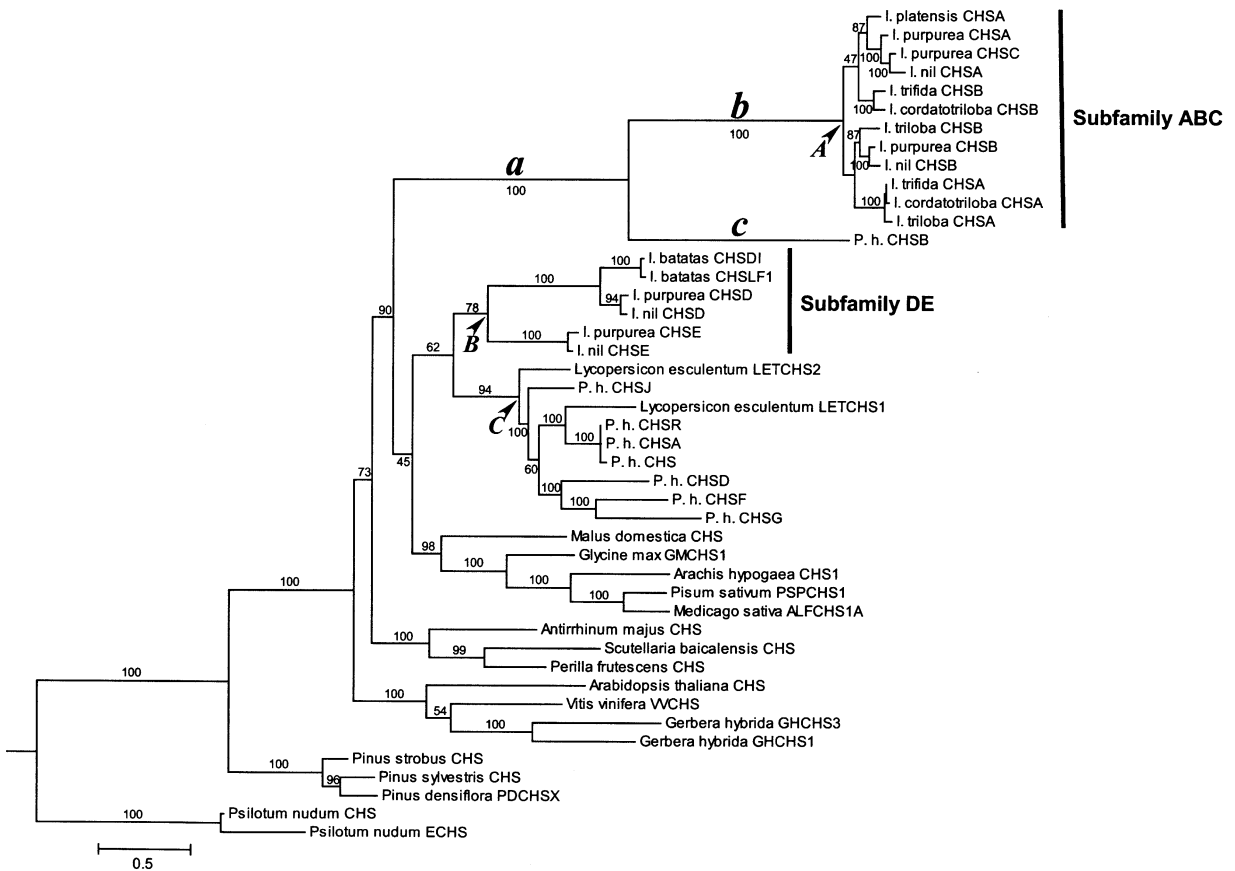 I. platensis CHSA
87
I. purpurea CHSA
47
100
I. purpurea CHSC
100
I. nil CHSA
I. trifida CHSB
b
100
I. cordatotriloba CHSB
Subfamily ABC
100
A
87
I. triloba CHSB
I. purpurea CHSB
100
I. nil CHSB
a
100
I. trifida CHSA
100
I. cordatotriloba CHSA
I. triloba CHSA
c
P. h. CHSB
100
I. batatas CHSDI
I. batatas CHSLF1
100
94
I. purpurea CHSD
Subfamily DE
I. nil CHSD
90
78
B
100
I. purpurea CHSE
I. nil CHSE
62
Lycopersicon esculentum LETCHS2
94
P. h. CHSJ
C
100
Lycopersicon esculentum LETCHS1
100
P. h. CHSR
100
P. h. CHSA
P. h. CHS
45
60
73
P. h. CHSD
100
100
P. h. CHSF
P. h. CHSG
Malus domestica CHS
98
Glycine max GMCHS1
100
Arachis hypogaea CHS1
100
Pisum sativum PSPCHS1
100
Medicago sativa ALFCHS1A
100
Antirrhinum majus CHS
100
Scutellaria baicalensis CHS
99
Perilla frutescens CHS
100
Arabidopsis thaliana CHS
100
Vitis vinifera VVCHS
54
Gerbera hybrida GHCHS3
100
Gerbera hybrida GHCHS1
Pinus strobus CHS
100
Pinus sylvestris CHS
96
Pinus densiflora PDCHSX
Psilotum nudum CHS
100
Psilotum nudum ECHS
0.5